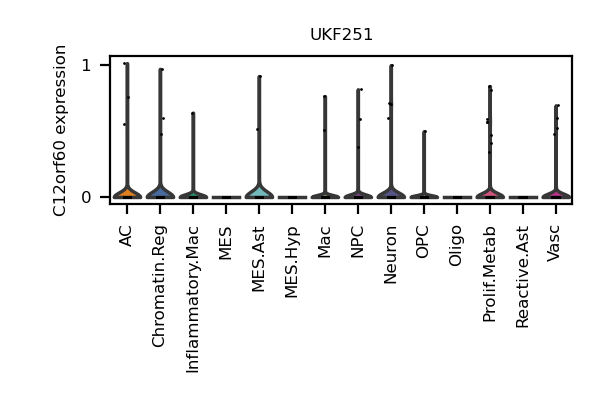 UKF251
C12orf60 expression
1
0
AC
Chromatin.Reg
Inflammatory.Mac
MES
MES.Ast
MES.Hyp
Mac
NPC
Neuron
OPC
Oligo
Prolif.Metab
Reactive.Ast
Vasc